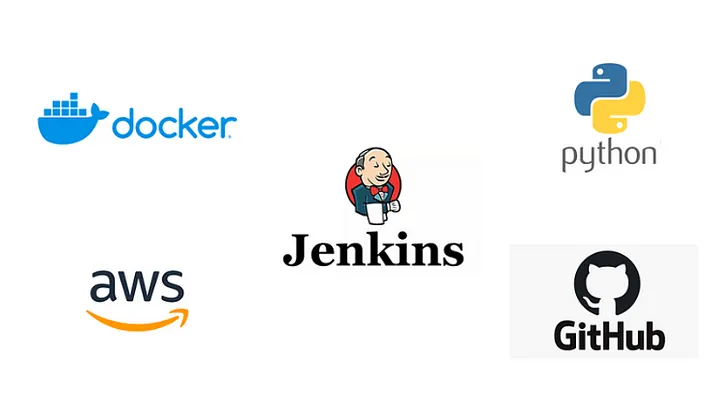 docker
python
Jenkins
aws
GitHub